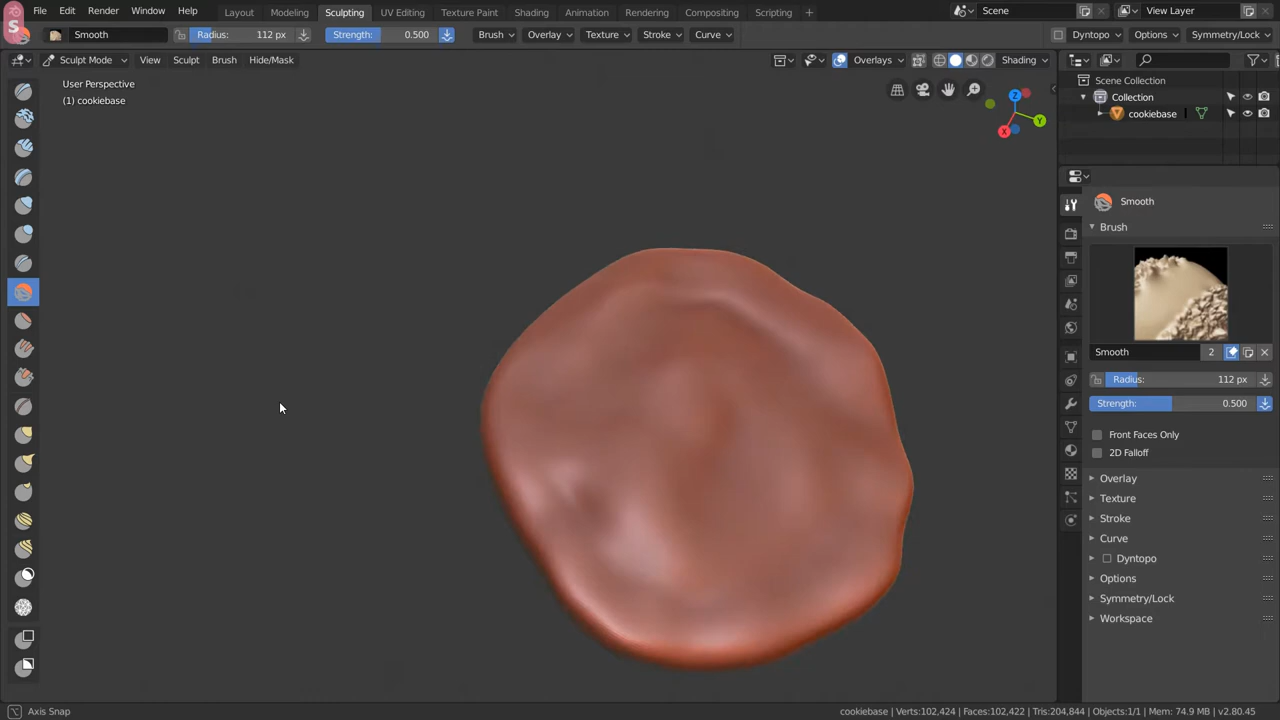 File Edit Render Window Help Layout Modeling Sculpting UV Editing Texture Paint Shading Animation Rendering Compositing Scripting + Scene View Layer
S Smooth Radius: 112 px Strength: 0.500 Brush Overlay Texture Stroke Curve Dyntopo Options Symmetry/Lock
Sculpt Mode View Sculpt Brush Hide/Mask Overlays Shading
User Perspective
(1) cookiebase
Z
Y
X
Scene Collection
Collection
cookiebase
Smooth
Brush
Smooth 2
Radius: 112 px
Strength: 0.500
Front Faces Only
2D Falloff
Overlay
Texture
Stroke
Curve
Dyntopo
Options
Symmetry/Lock
Workspace
Axis Snap cookiebase | Verts:102,424 | Faces:102,422 | Tris:204,844 | Objects:1/1 | Mem: 74.9 MB | v2.80.45